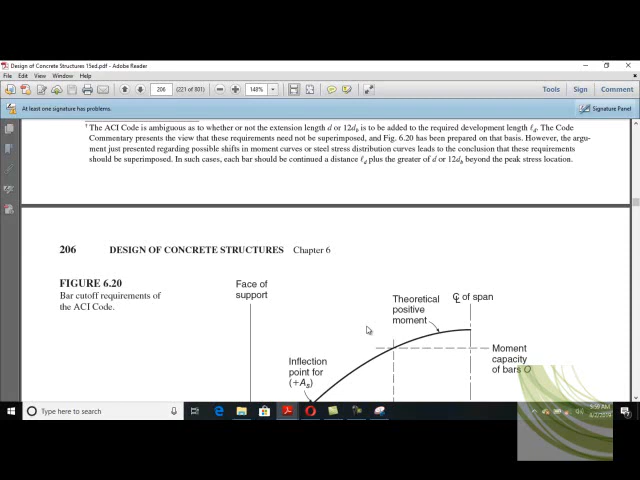 Design of Concrete Structures 15ed.pdf - Adobe Reader
File Edit View Window Help
206 (221 of 801) 148% Tools Sign Comment
At least one signature has problems. Signature Panel
† The ACI Code is ambiguous as to whether or not the extension length d or 12d_b is to be added to the required development length ℓ_d. The Code
Commentary presents the view that these requirements need not be superimposed, and Fig. 6.20 has been prepared on that basis. However, the argu-
ment just presented regarding possible shifts in moment curves or steel stress distribution curves leads to the conclusion that these requirements
should be superimposed. In such cases, each bar should be continued a distance ℓ_d plus the greater of d or 12d_b beyond the peak stress location.
206 DESIGN OF CONCRETE STRUCTURES Chapter 6
FIGURE 6.20
Bar cutoff requirements of
the ACI Code.
Face of
support
Theoretical
positive
moment
℄ of span
Moment
capacity
of bars O
Inflection
point for
(+A_s)
Type here to search
5:59 AM